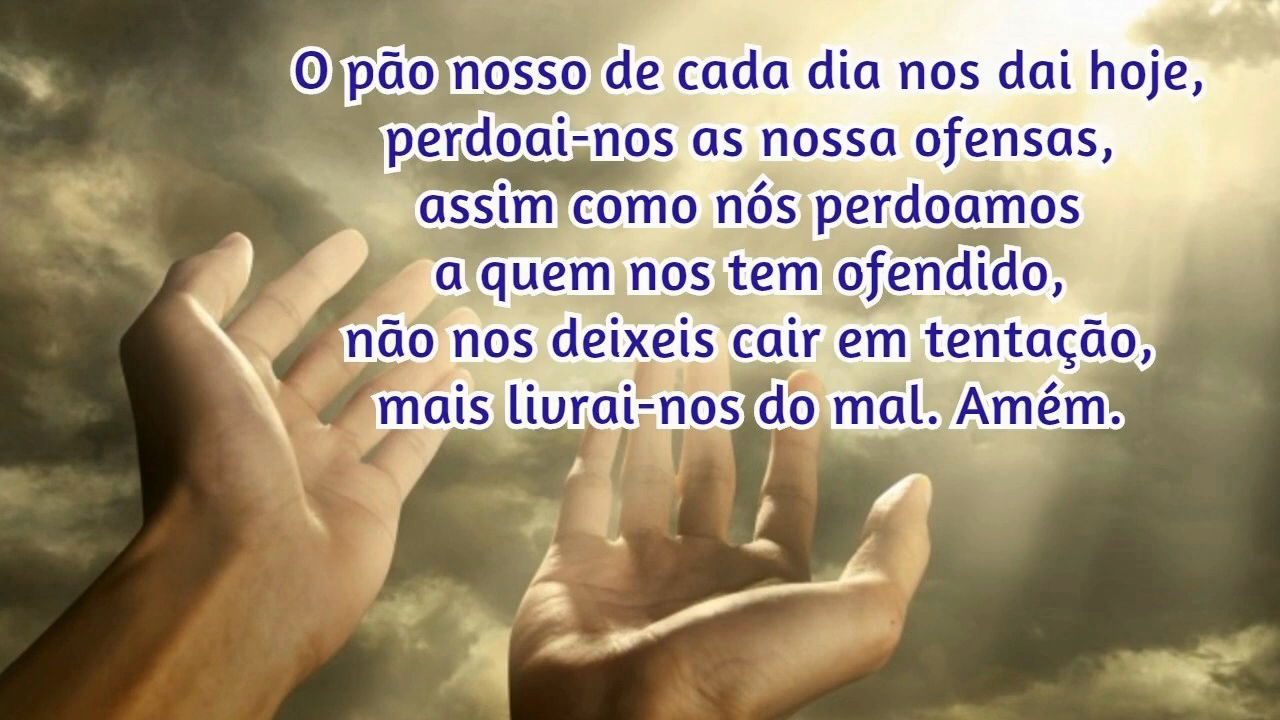 O pão nosso de cada dia nos dai hoje,
perdoai-nos as nossa ofensas,
assim como nós perdoamos
a quem nos tem ofendido,
não nos deixeis cair em tentação,
mais livrai-nos do mal. Amém.